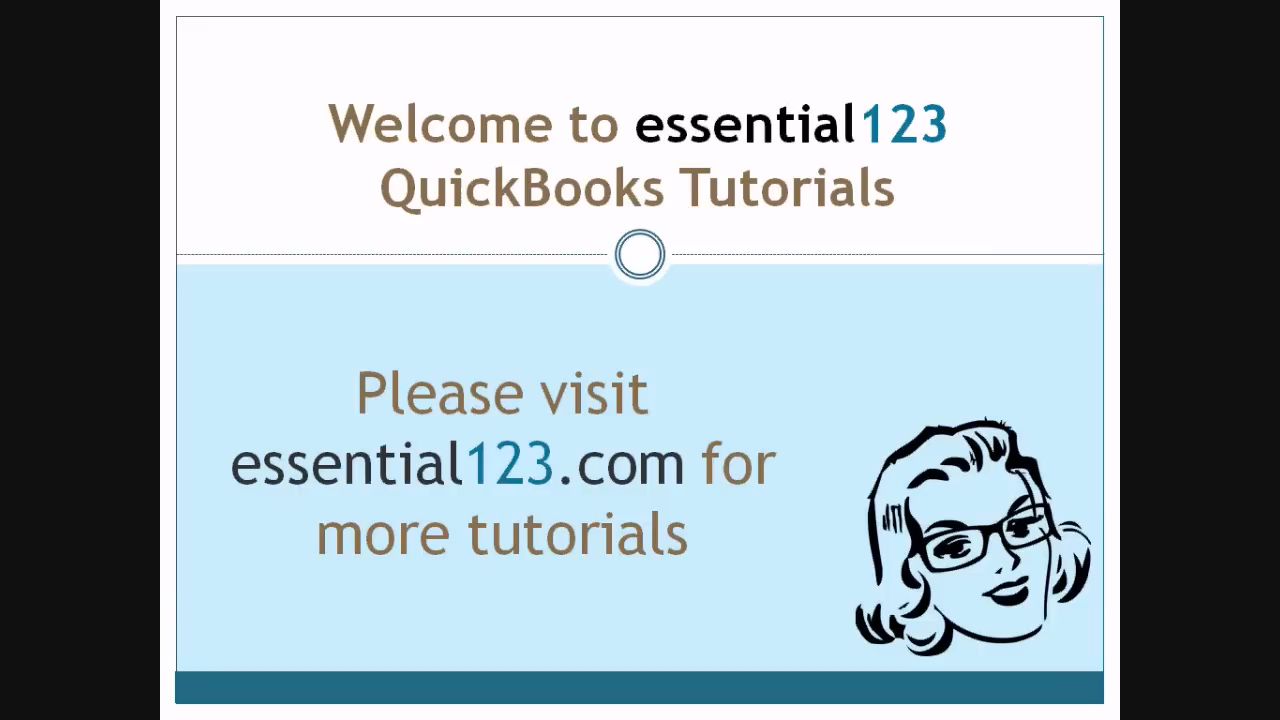 Welcome to essential123
QuickBooks Tutorials
Please visit
essential123.com for
more tutorials